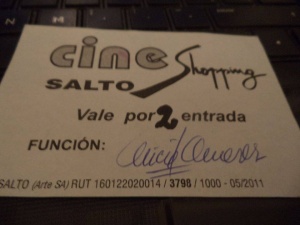 cine Shopping
SALTO
Vale por 2 entrada
FUNCIÓN:
SALTO (Arte SA) RUT 160122020014 / 3798 / 1000 - 05/2011